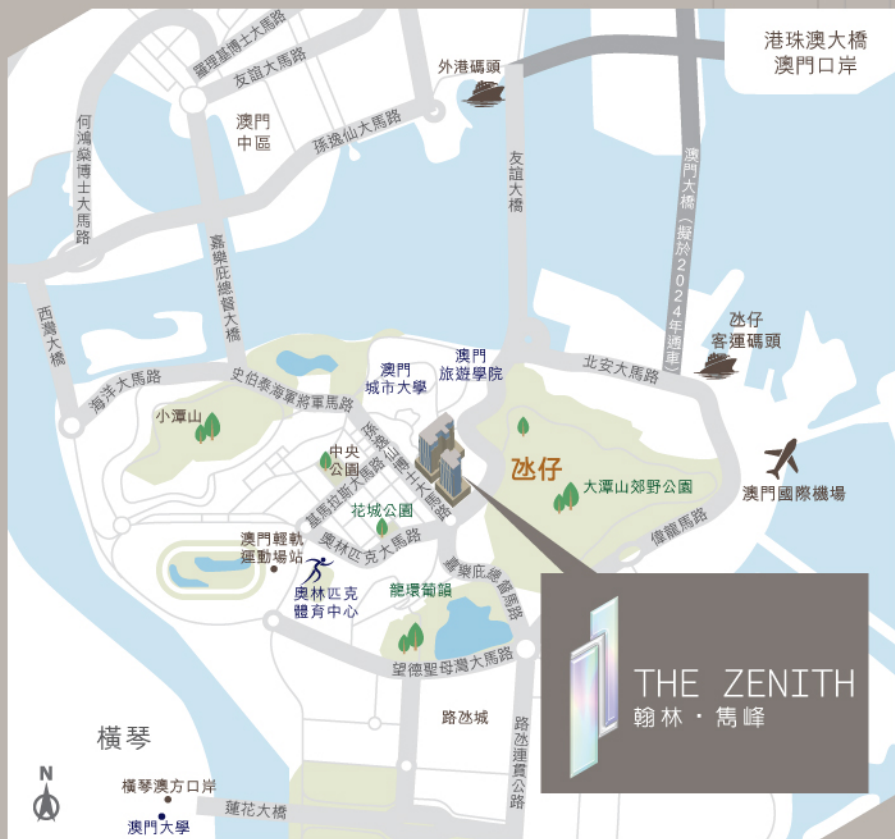 港珠澳大橋
澳門口岸
羅理基博士大馬路
友誼大馬路
外港碼頭
澳門
中區
孫逸仙大馬路
何鴻燊博士大馬路
友誼大橋
澳門大橋（擬於2024年通車）
嘉樂庇總督大橋
西灣大橋
氹仔
客運碼頭
北安大馬路
澳門
旅遊學院
澳門
城市大學
海洋大馬路
史伯泰海軍將軍馬路
小潭山
孫逸仙博士大馬路
中央
公園
氹仔
大潭山郊野公園
澳門國際機場
基馬拉斯大馬路
花城公園
偉龍馬路
奧林匹克大馬路
澳門輕軌
運動場站
嘉樂庇總督馬路
奧林匹克
體育中心
龍環葡韻
望德聖母灣大馬路
THE ZENITH
翰林・雋峰
路氹城
路氹連貫公路
橫琴
N
橫琴澳方口岸
蓮花大橋
澳門大學